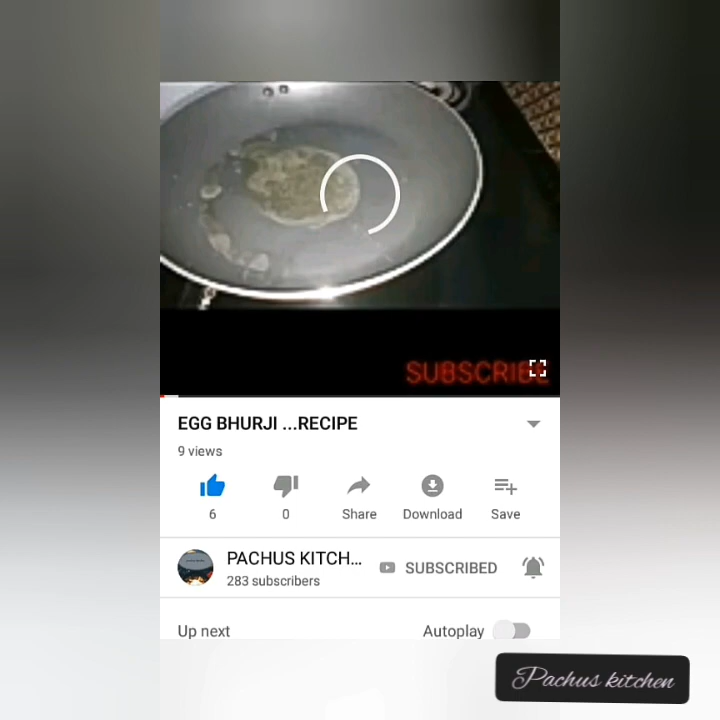 SUBSCRIBE
EGG BHURJI ...RECIPE
9 views
6
0
Share
Download
Save
PACHUS KITCH...
SUBSCRIBED
283 subscribers
Up next
Autoplay
Pachus kitchen